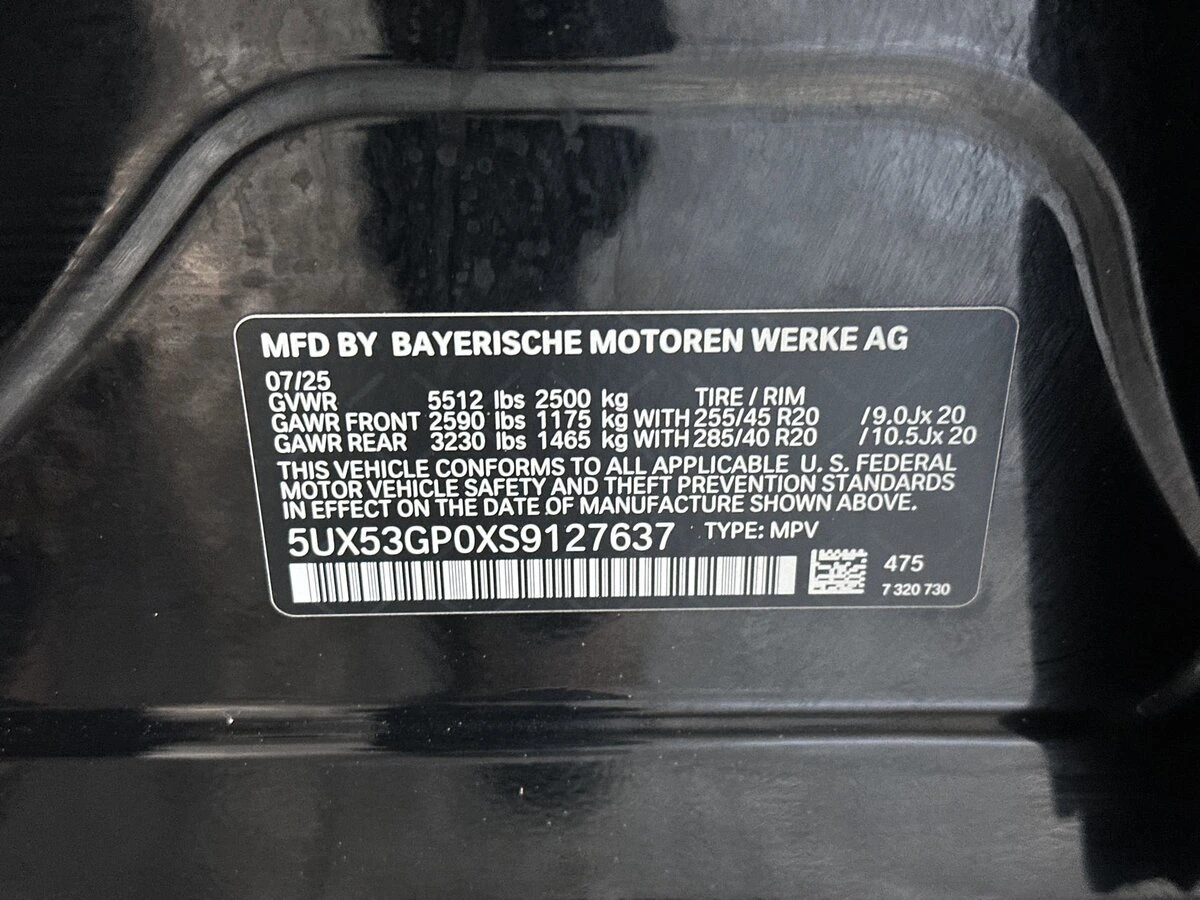 MFD BY BAYERISCHE MOTOREN WERKE AG
07/25
GVWR 5512 lbs 2500 kg TIRE / RIM
GAWR FRONT 2590 lbs 1175 kg WITH 255/45 R20 /9.0Jx 20
GAWR REAR 3230 lbs 1465 kg WITH 285/40 R20 /10.5Jx 20
THIS VEHICLE CONFORMS TO ALL APPLICABLE U. S. FEDERAL
MOTOR VEHICLE SAFETY AND THEFT PREVENTION STANDARDS
IN EFFECT ON THE DATE OF MANUFACTURE SHOWN ABOVE.
5UX53GP0XS9127637 TYPE: MPV
475
7 320 730